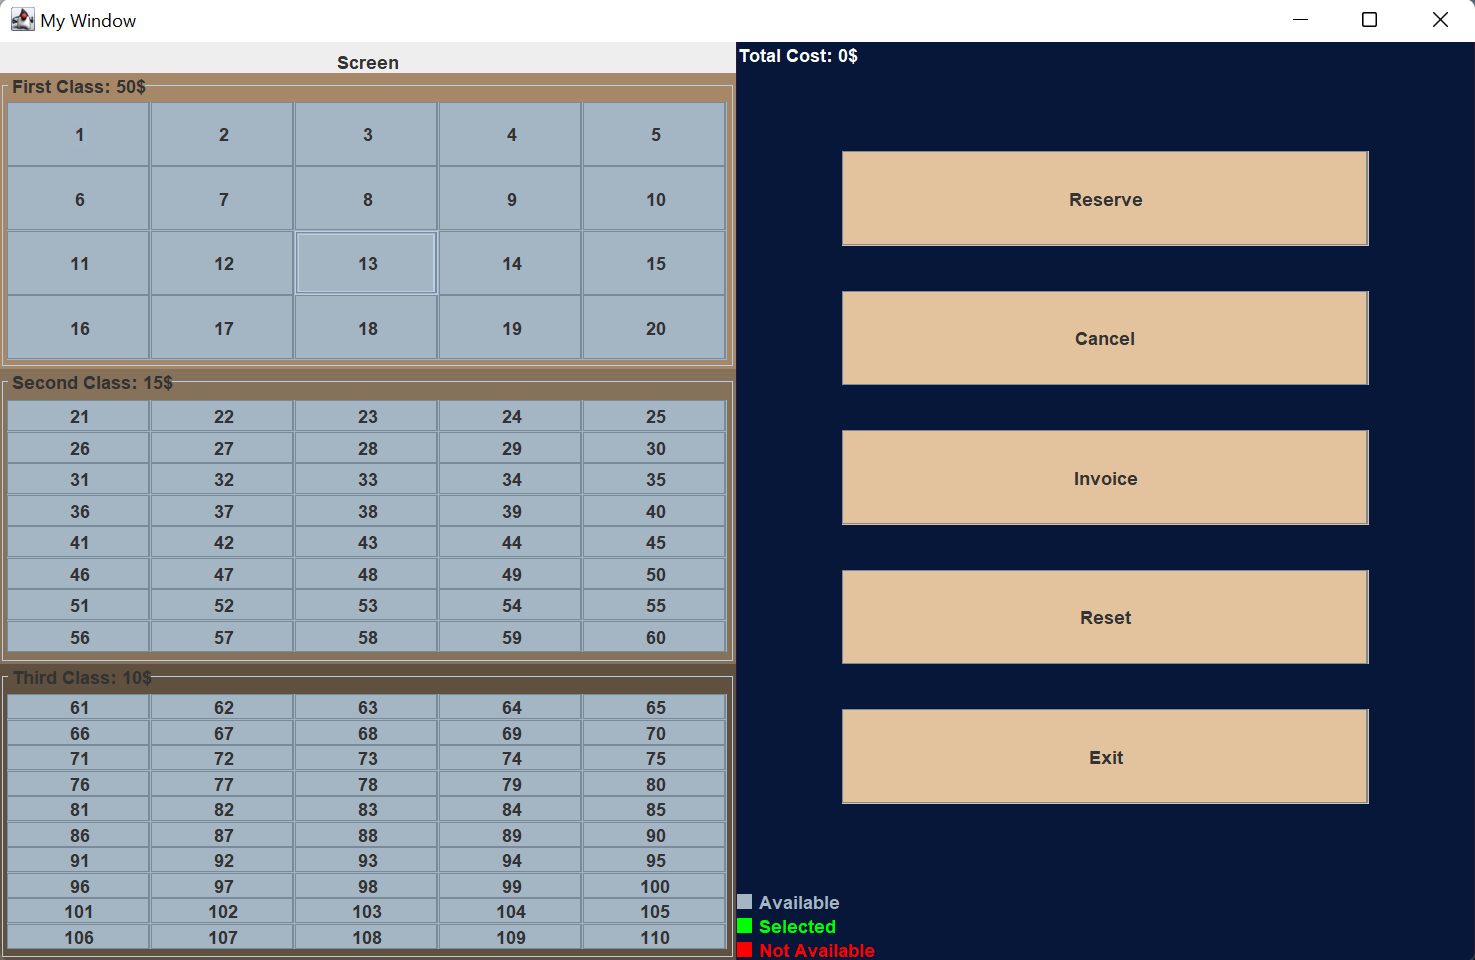 My Window
Screen
First Class: 50$
1 2 3 4 5
6 7 8 9 10
11 12 13 14 15
16 17 18 19 20
Second Class: 15$
21 22 23 24 25
26 27 28 29 30
31 32 33 34 35
36 37 38 39 40
41 42 43 44 45
46 47 48 49 50
51 52 53 54 55
56 57 58 59 60
Third Class: 10$
61 62 63 64 65
66 67 68 69 70
71 72 73 74 75
76 77 78 79 80
81 82 83 84 85
86 87 88 89 90
91 92 93 94 95
96 97 98 99 100
101 102 103 104 105
106 107 108 109 110
Total Cost: 0$
Reserve
Cancel
Invoice
Reset
Exit
Available
Selected
Not Available